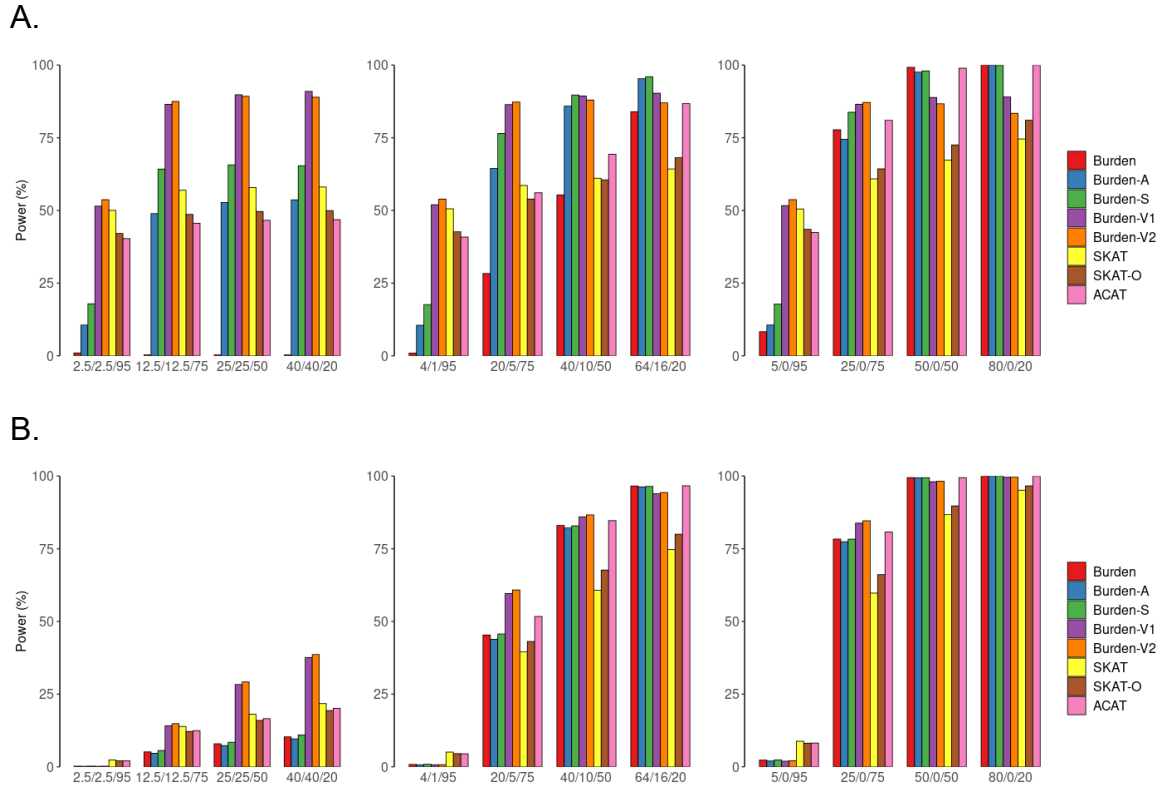 A.
Power (%)
100
75
50
25
0
2.5/2.5/95 12.5/12.5/75 25/25/50 40/40/20
100
75
50
25
0
4/1/95 20/5/75 40/10/50 64/16/20
100
75
50
25
0
5/0/95 25/0/75 50/0/50 80/0/20
Burden
Burden-A
Burden-S
Burden-V1
Burden-V2
SKAT
SKAT-O
ACAT
B.
Power (%)
100
75
50
25
0
2.5/2.5/95 12.5/12.5/75 25/25/50 40/40/20
100
75
50
25
0
4/1/95 20/5/75 40/10/50 64/16/20
100
75
50
25
0
5/0/95 25/0/75 50/0/50 80/0/20
Burden
Burden-A
Burden-S
Burden-V1
Burden-V2
SKAT
SKAT-O
ACAT